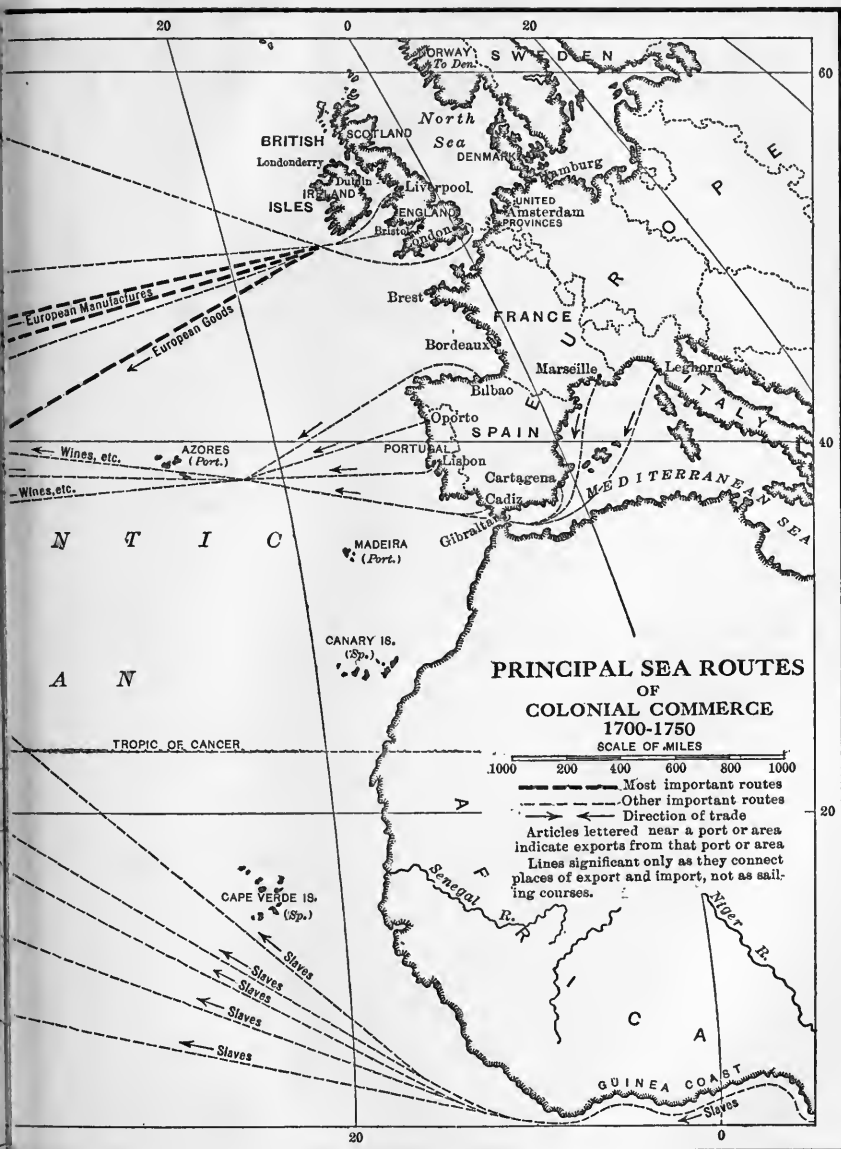 20
0
20
NORWAY
To Den.
SWEDEN
60
North
Sea
BRITISH
SCOTLAND
Londonderry
DENMARK
Hamburg
Dublin
Liverpool
IRELAND
ISLES
ENGLAND
UNITED
Amsterdam
PROVINCES
Bristol
London
EUROPE
European Manufactures
European Goods
Brest
FRANCE
Bordeaux
Marseille
Leghorn
Bilbao
ITALY
Oporto
SPAIN
40
Wines, etc.
AZORES
(Port.)
PORTUGAL
Lisbon
Cartagena
Wines, etc.
Cadiz
MEDITERRANEAN SEA
Gibraltar
N T I C
MADEIRA
(Port.)
CANARY IS.
(Sp.)
A N
PRINCIPAL SEA ROUTES
OF
COLONIAL COMMERCE
1700-1750
SCALE OF MILES
1000 200 400 600 800 1000
Most important routes
Other important routes
Direction of trade
Articles lettered near a port or area
indicate exports from that port or area
Lines significant only as they connect
places of export and import, not as sail-
ing courses.
TROPIC OF CANCER
20
AFRICA
Senegal R.
Niger R.
CAPE VERDE IS.
(Sp.)
Slaves
Slaves
Slaves
Slaves
Slaves
GUINEA COAST
Slaves
20
0